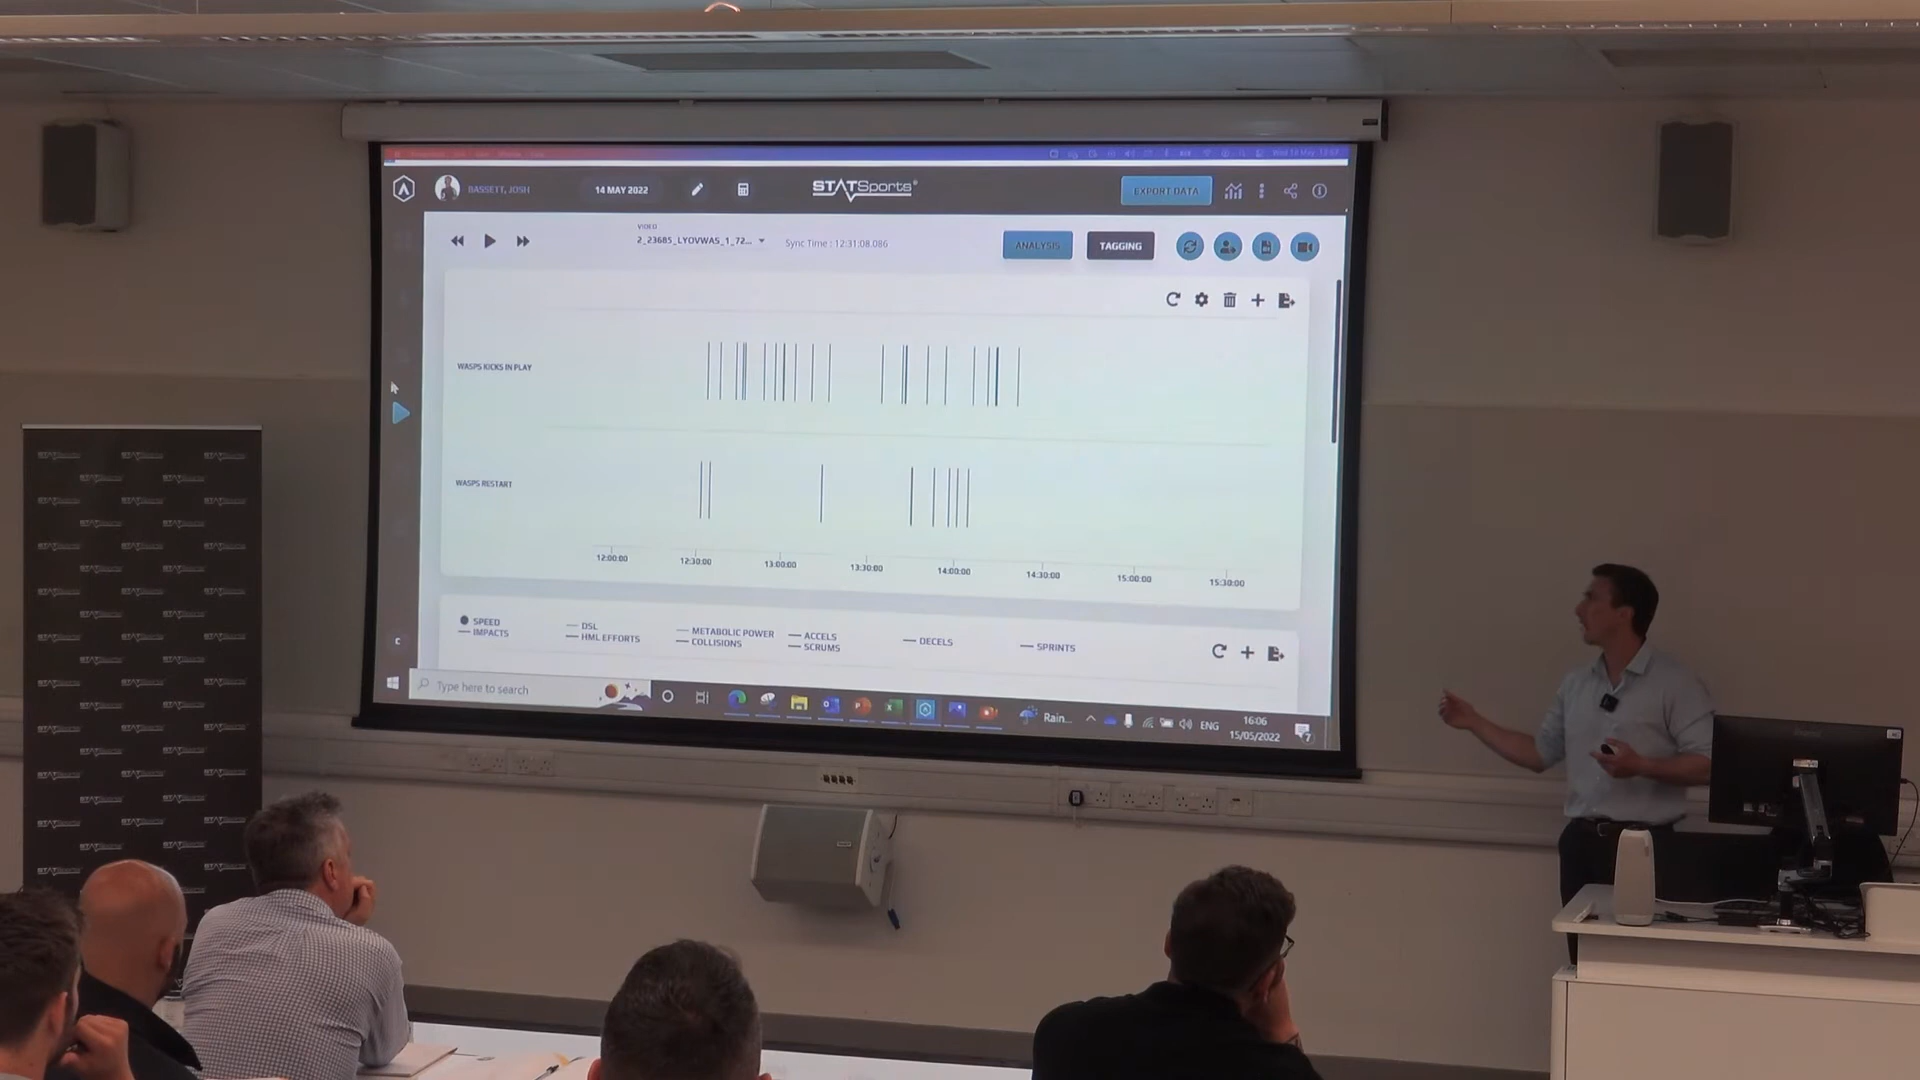 BASSETT, JOSH
14 MAY 2022
STATSports
EXPORT DATA
VIDEO
2_23685_LYOVWAS_1_72...
Sync Time : 12:31:08.086
ANALYSIS
TAGGING
WASPS KICKS IN PLAY
WASPS RESTART
12:00:00 12:30:00 13:00:00 13:30:00 14:00:00 14:30:00 15:00:00 15:30:00
SPEED DSL METABOLIC POWER ACCELS DECELS SPRINTS
IMPACTS HML EFFORTS COLLISIONS SCRUMS
C
Type here to search
Rain...
ENG
16:06
15/05/2022
7
STATSports